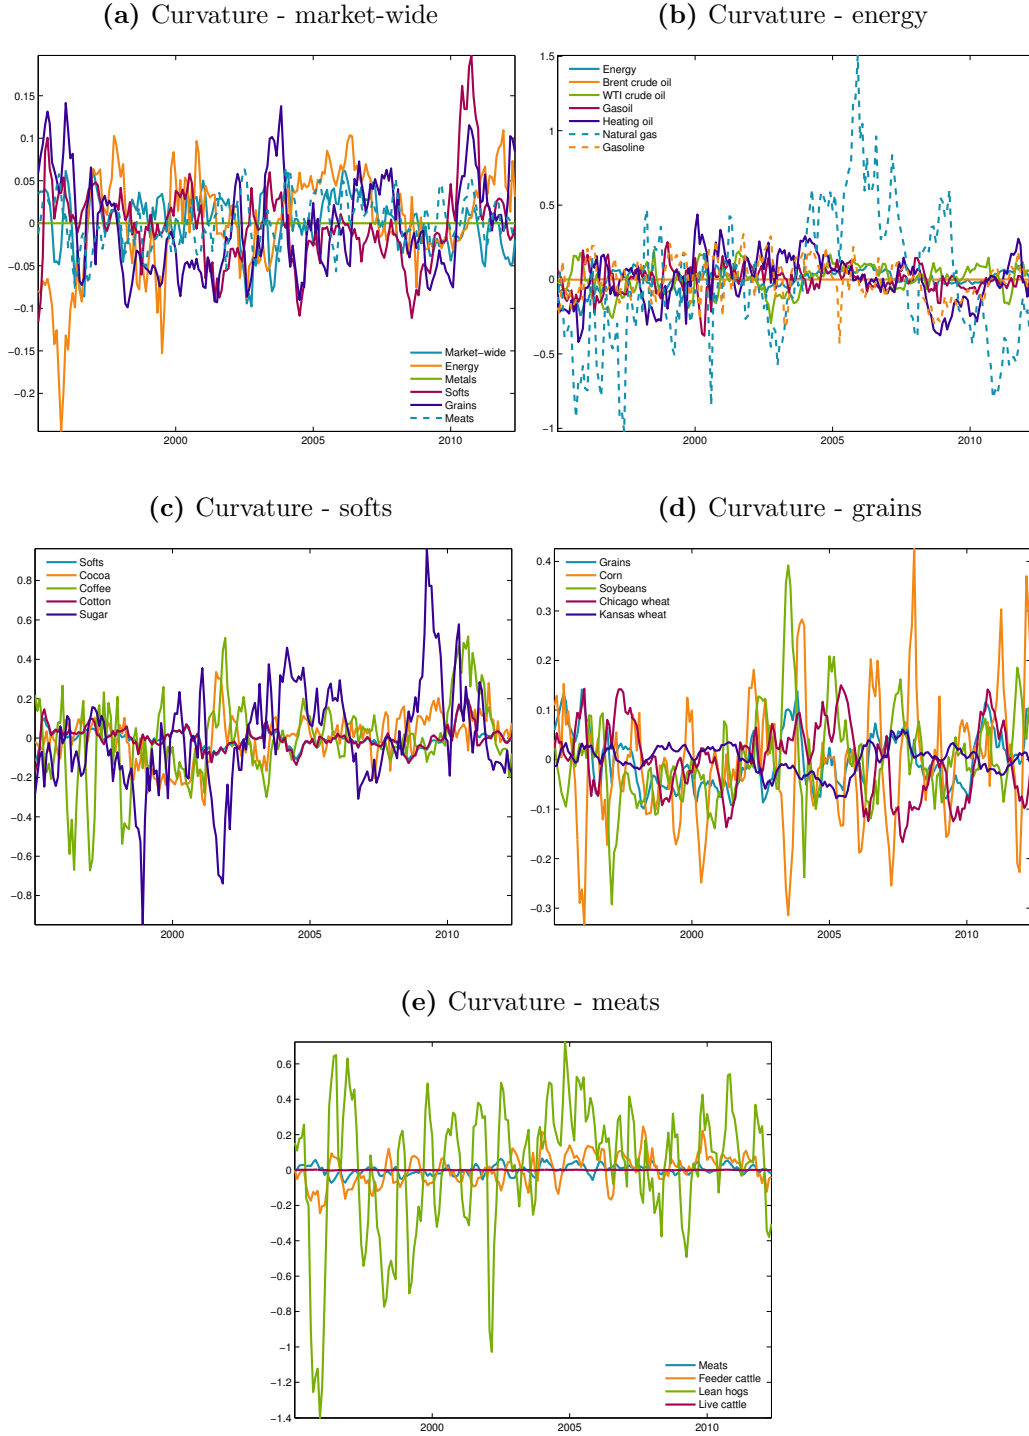 (a) Curvature - market-wide
0.15
0.1
0.05
0
−0.05
−0.1
−0.15
−0.2
2000 2005 2010
Market−wide
Energy
Metals
Softs
Grains
Meats
(b) Curvature - energy
1.5
1
0.5
0
−0.5
−1
2000 2005 2010
Energy
Brent crude oil
WTI crude oil
Gasoil
Heating oil
Natural gas
Gasoline
(c) Curvature - softs
0.8
0.6
0.4
0.2
0
−0.2
−0.4
−0.6
−0.8
2000 2005 2010
Softs
Cocoa
Coffee
Cotton
Sugar
(d) Curvature - grains
0.4
0.3
0.2
0.1
0
−0.1
−0.2
−0.3
2000 2005 2010
Grains
Corn
Soybeans
Chicago wheat
Kansas wheat
(e) Curvature - meats
0.6
0.4
0.2
0
−0.2
−0.4
−0.6
−0.8
−1
−1.2
−1.4
2000 2005 2010
Meats
Feeder cattle
Lean hogs
Live cattle